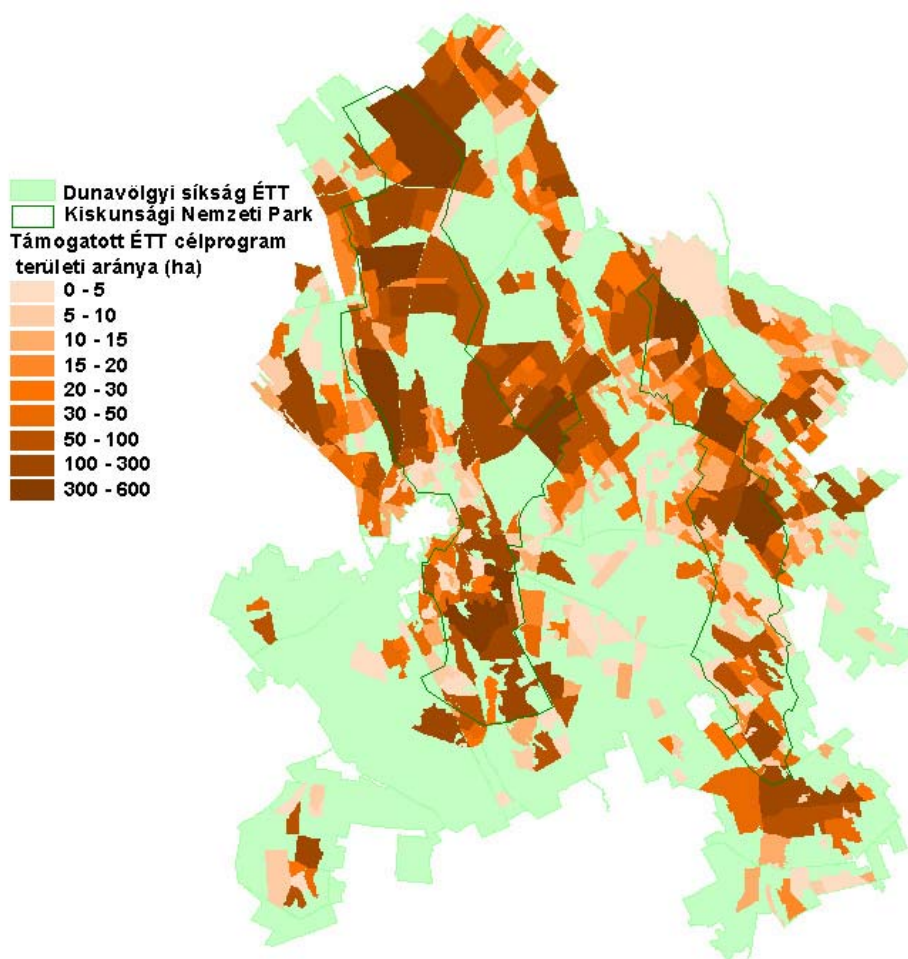 Dunavölgyi síkság ÉTT
Kiskunsági Nemzeti Park
Támogatott ÉTT célprogram
területi aránya (ha)
0 - 5
5 - 10
10 - 15
15 - 20
20 - 30
30 - 50
50 - 100
100 - 300
300 - 600